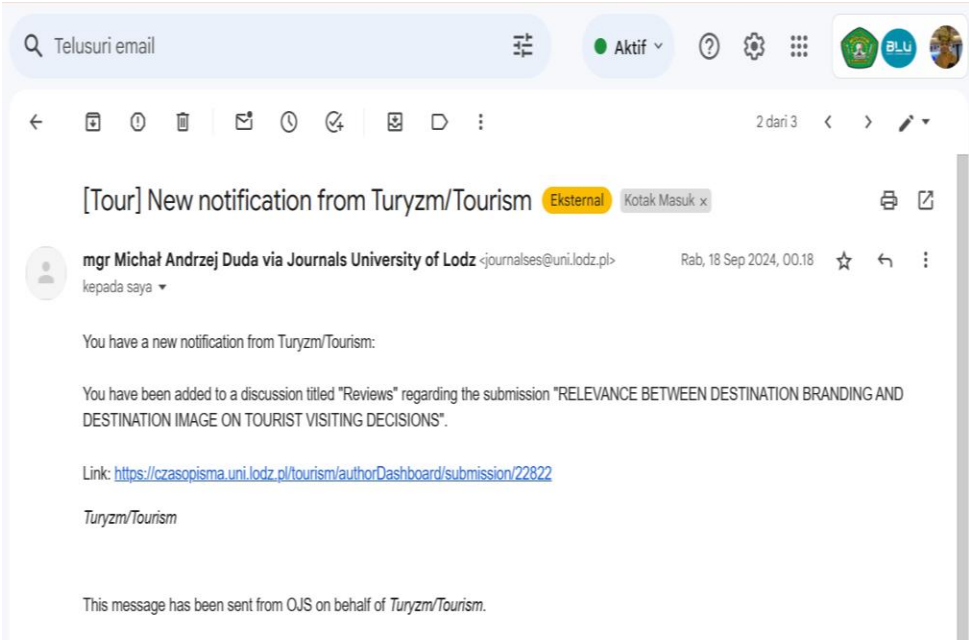 Telusuri email
Aktif
BLU
2 dari 3
[Tour] New notification from Turyzm/Tourism Eksternal Kotak Masuk x
mgr Michał Andrzej Duda via Journals University of Lodz <journalses@uni.lodz.pl> Rab, 18 Sep 2024, 00.18
kepada saya
You have a new notification from Turyzm/Tourism:
You have been added to a discussion titled "Reviews" regarding the submission "RELEVANCE BETWEEN DESTINATION BRANDING AND
DESTINATION IMAGE ON TOURIST VISITING DECISIONS".
Link: https://czasopisma.uni.lodz.pl/tourism/authorDashboard/submission/22822
Turyzm/Tourism
This message has been sent from OJS on behalf of Turyzm/Tourism.